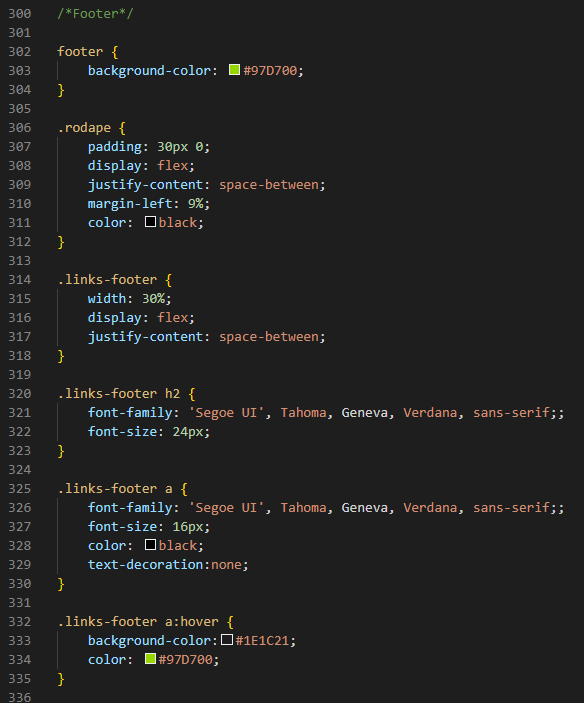 300 /*Footer*/
301
302 footer {
303     background-color: #97D700;
304 }
305
306 .rodape {
307     padding: 30px 0;
308     display: flex;
309     justify-content: space-between;
310     margin-left: 9%;
311     color: black;
312 }
313
314 .links-footer {
315     width: 30%;
316     display: flex;
317     justify-content: space-between;
318 }
319
320 .links-footer h2 {
321     font-family: 'Segoe UI', Tahoma, Geneva, Verdana, sans-serif;;
322     font-size: 24px;
323 }
324
325 .links-footer a {
326     font-family: 'Segoe UI', Tahoma, Geneva, Verdana, sans-serif;;
327     font-size: 16px;
328     color: black;
329     text-decoration:none;
330 }
331
332 .links-footer a:hover {
333     background-color:#1E1C21;
334     color: #97D700;
335 }
336